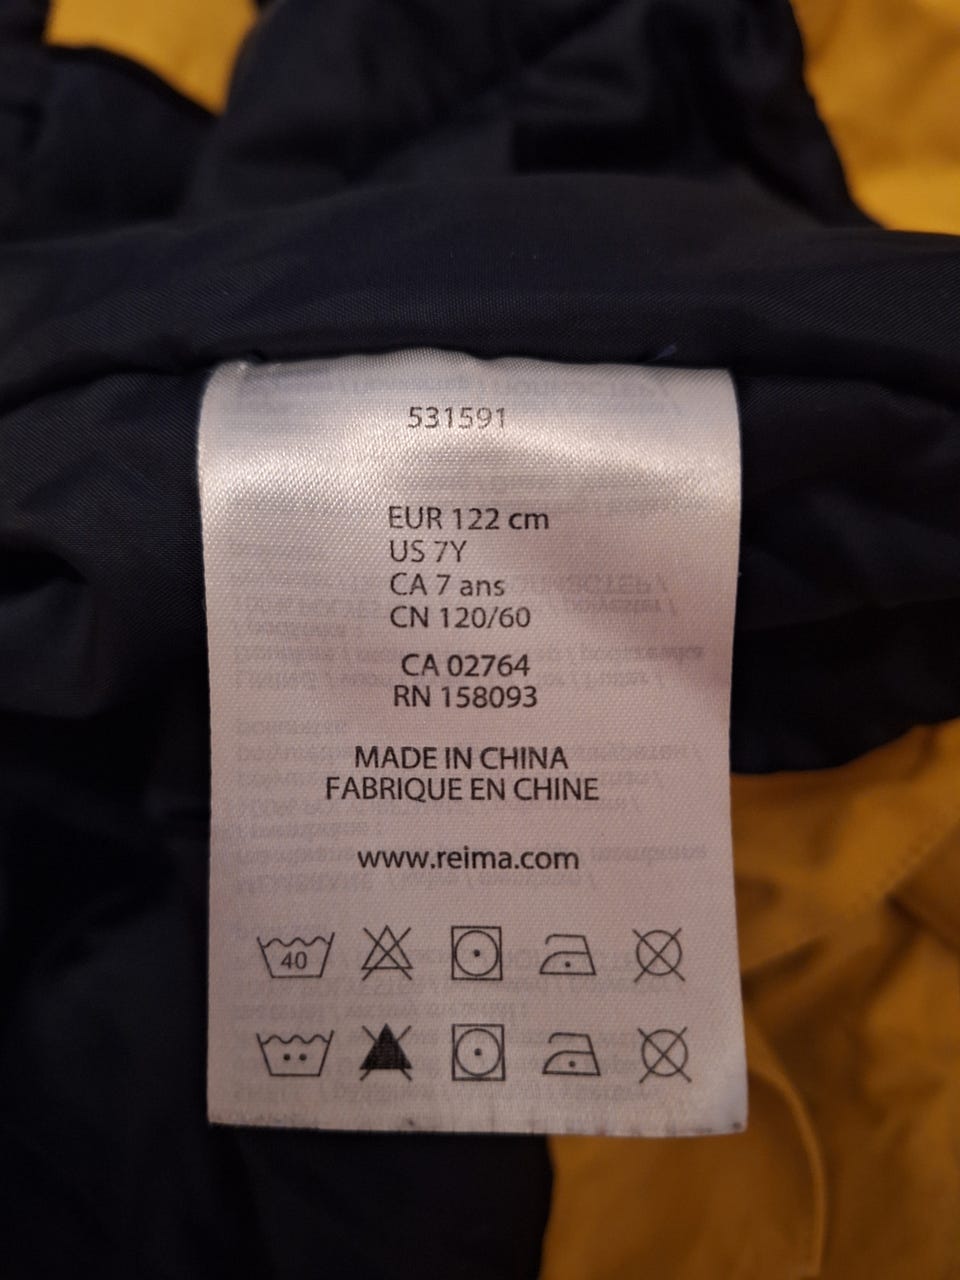 531591
EUR 122 cm
US 7Y
CA 7 ans
CN 120/60
CA 02764
RN 158093
MADE IN CHINA
FABRIQUE EN CHINE
www.reima.com
40